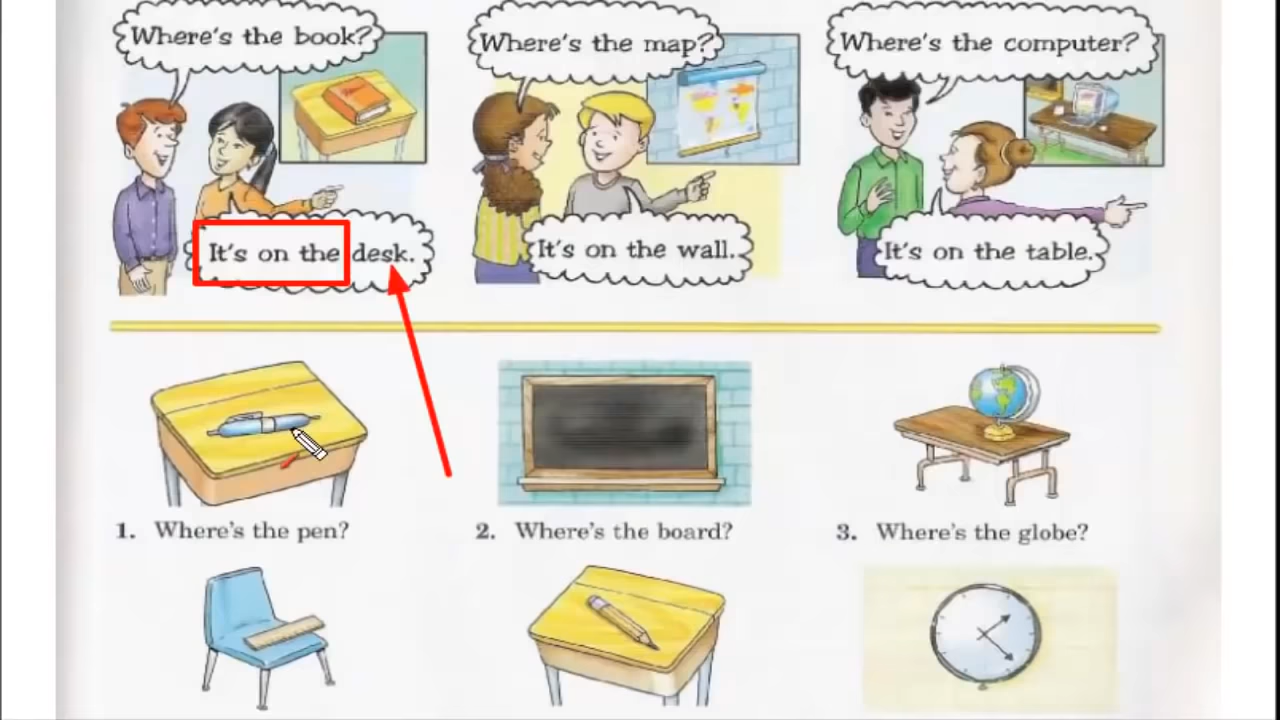 Where's the book?
Where's the map?
Where's the computer?
It's on the desk.
It's on the wall.
It's on the table.
1. Where's the pen?
2. Where's the board?
3. Where's the globe?